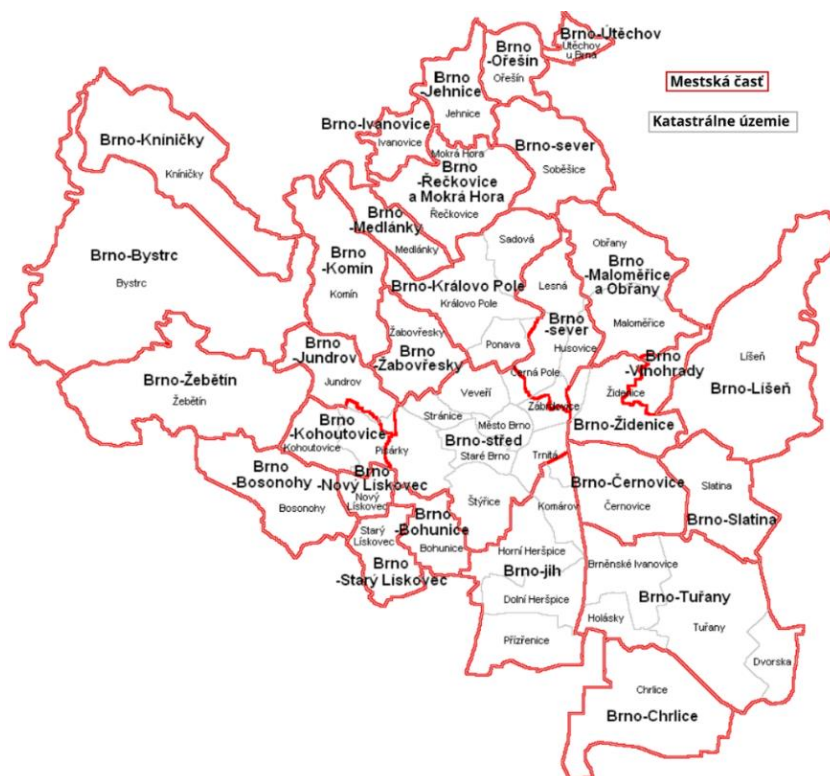 Brno-Útěchov
Útěchov
u Brna
Brno
-Ořešín
Ořešín
Brno
-Jehnice
Jehnice
Mestská časť
Katastrálne územie
Brno-Ivanovice
Ivanovice
Brno-Kníničky
Kníničky
Brno-sever
Soběšice
Mokrá Hora
Brno
-Řečkovice
a Mokrá Hora
Řečkovice
Brno
-Medlánky
Medlánky
Sadová
Obřany
Brno
-Maloměřice
a Obřany
Maloměřice
Brno-Bystrc
Bystrc
Brno
-Komín
Komín
Brno-Královo Pole
Královo Pole
Lesná
Brno
-sever
Husovice
Ponava
Černá Pole
Zábrdovice
Žabovřesky
Brno
-Žabovřesky
Brno
-Jundrov
Jundrov
Brno
-Vinohrady
Židenice
Brno-Židenice
Líšeň
Brno-Líšeň
Brno-Žebětín
Žebětín
Veveří
Stránice
Město Brno
Brno-střed
Staré Brno
Trnitá
Pisárky
Štýřice
Brno
-Kohoutovice
Kohoutovice
Brno
-Bosonohy
Bosonohy
Brno
-Nový Lískovec
Nový
Lískovec
Brno-Černovice
Černovice
Slatina
Brno-Slatina
Komárov
Brno
-Bohunice
Bohunice
Starý
Lískovec
Brno
-Starý Lískovec
Horní Heršpice
Brno-jih
Dolní Heršpice
Přízřenice
Brněnské Ivanovice
Brno-Tuřany
Tuřany
Holásky
Dvorska
Chrlice
Brno-Chrlice